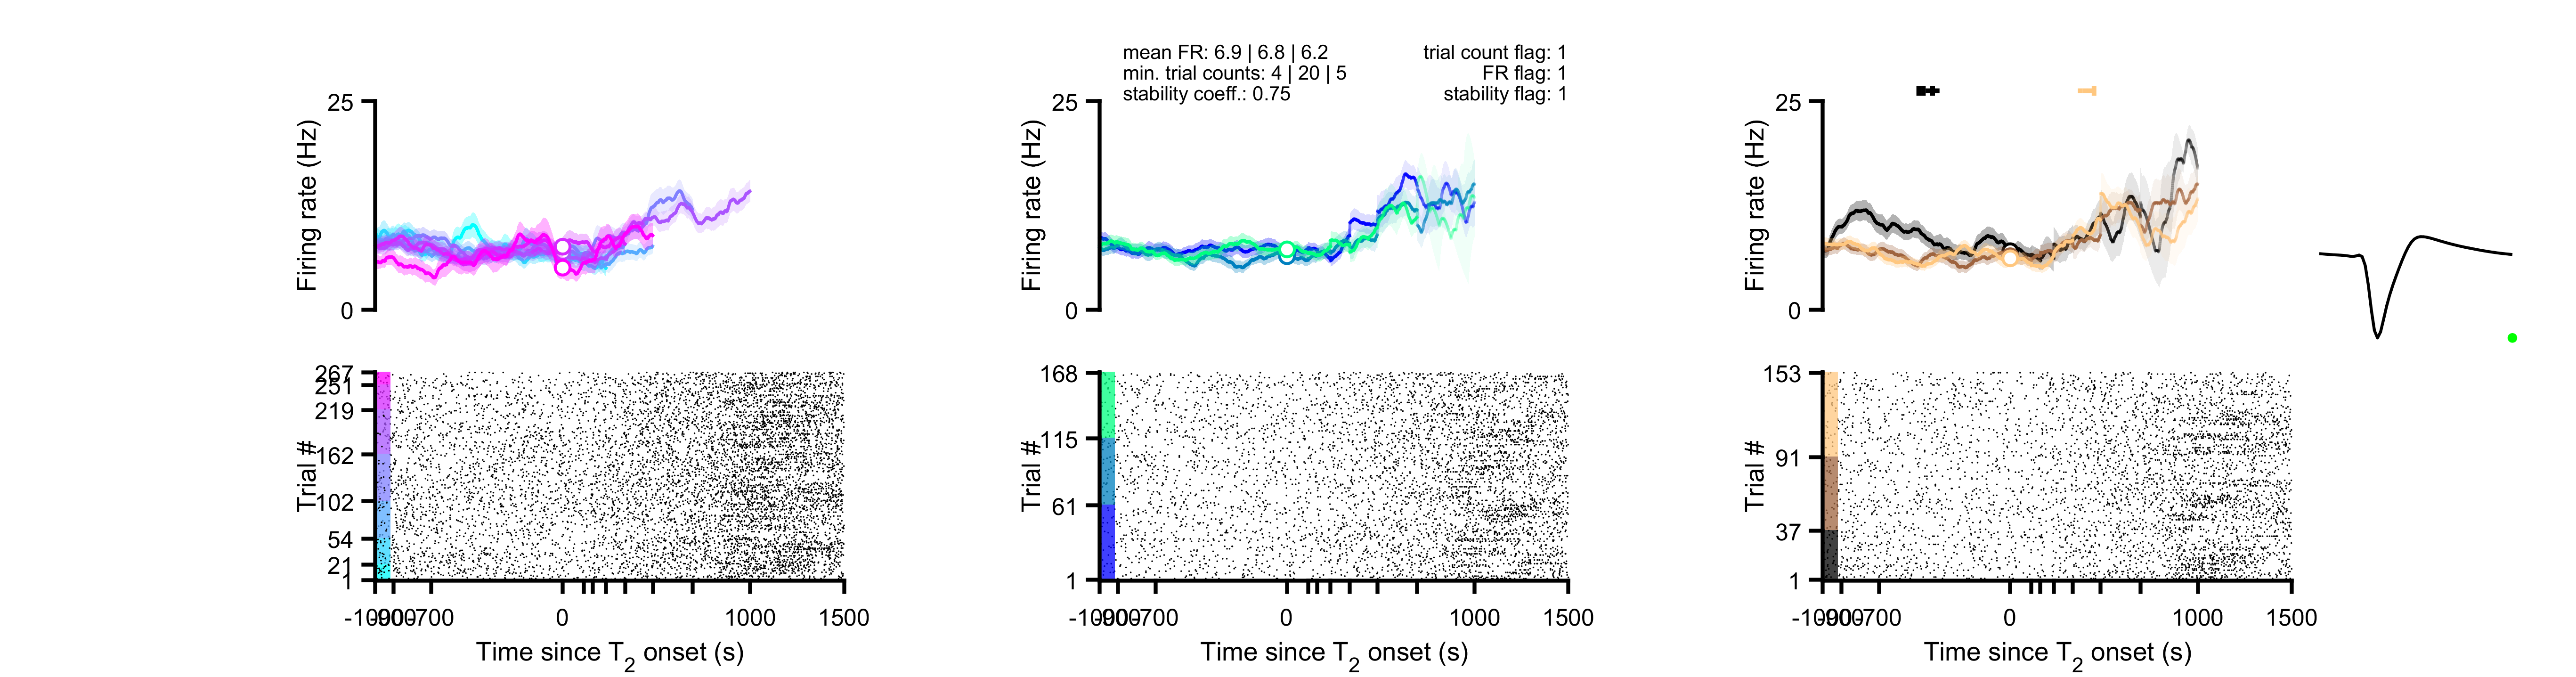 mean FR: 6.9 | 6.8 | 6.2
min. trial counts: 4 | 20 | 5
stability coeff.: 0.75
trial count flag: 1
FR flag: 1
stability flag: 1
25
Firing rate (Hz)
0
25
Firing rate (Hz)
0
25
Firing rate (Hz)
0
267
251
219
162
102
54
21
1
Trial #
168
115
61
1
Trial #
153
91
37
1
Trial #
-1000
-900
-700
0
1000
1500
Time since T2 onset (s)
-1000
-900
-700
0
1000
1500
Time since T2 onset (s)
-1000
-900
-700
0
1000
1500
Time since T2 onset (s)